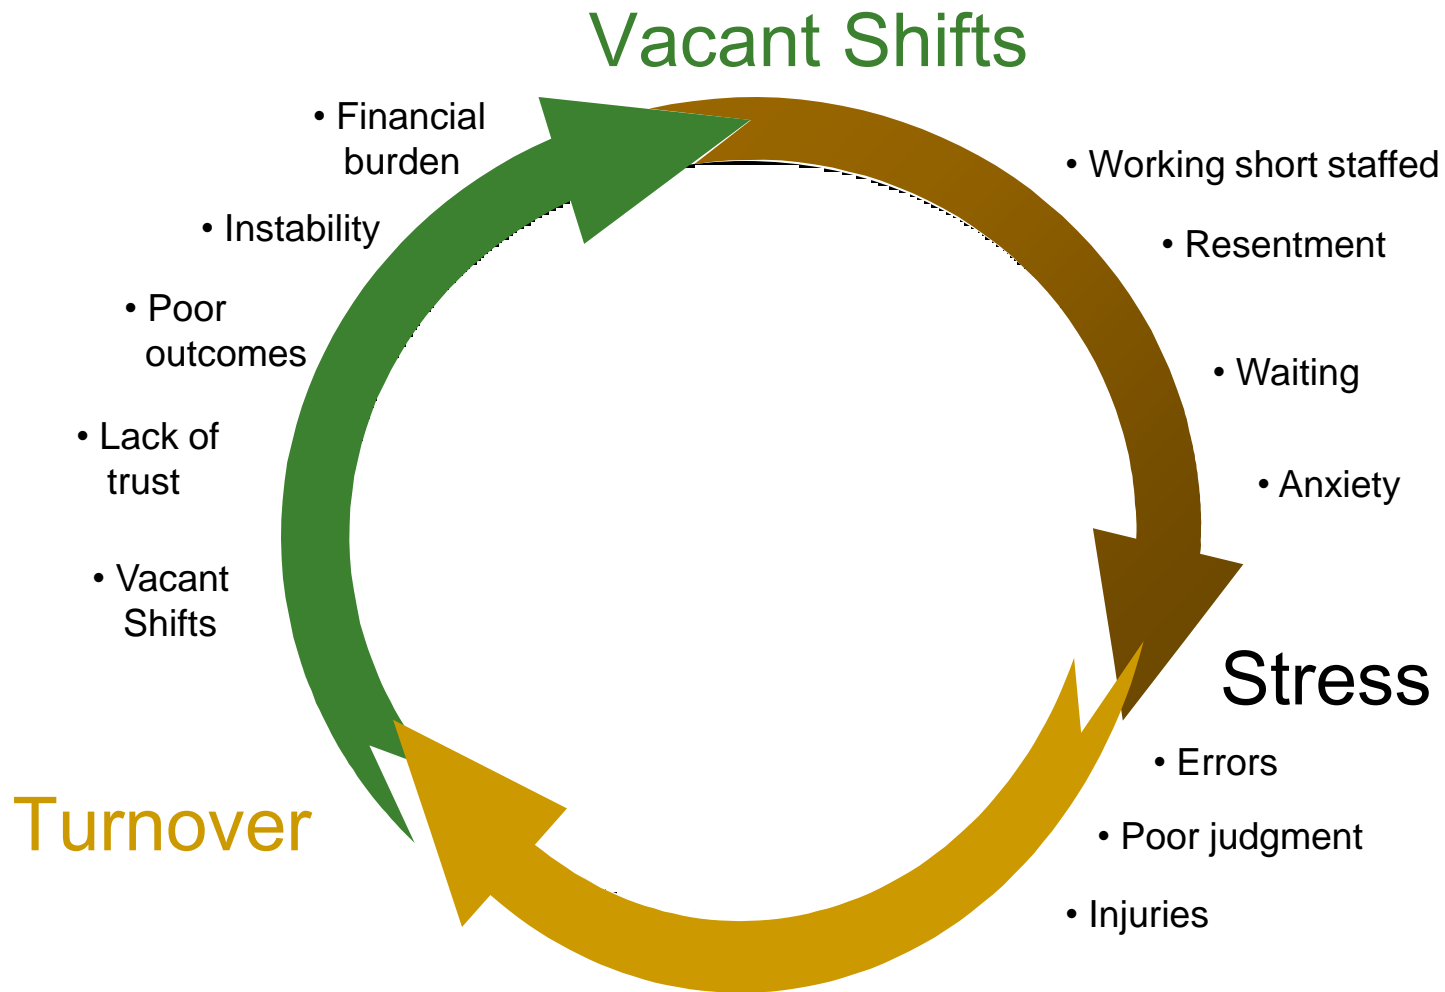 Vacant Shifts
• Financial
burden
• Instability
• Poor
outcomes
• Lack of
trust
• Vacant
Shifts
• Working short staffed
• Resentment
• Waiting
• Anxiety
Stress
• Errors
• Poor judgment
• Injuries
Turnover